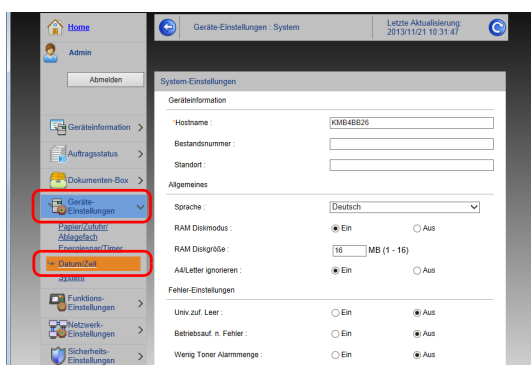 Home
Admin
Abmelden
Geräteinformation
Auftragsstatus
Dokumenten-Box
Geräte-
Einstellungen
Papier/Zufuhr/
Ablagefach
Energiespar/Timer
Datum/Zeit
System
Funktions-
Einstellungen
Netzwerk-
Einstellungen
Sicherheits-
Einstellungen
Geräte-Einstellungen : System
Letzte Aktualisierung:
2013/11/21 10:31:47
System-Einstellungen
Geräteinformation
*Hostname : KMB4BB26
Bestandsnummer :
Standort :
Allgemeines
Sprache : Deutsch
RAM Diskmodus : Ein Aus
RAM Diskgröße : 16 MB (1 - 16)
A4/Letter ignorieren : Ein Aus
Fehler-Einstellungen
Univ.zuf. Leer : Ein Aus
Betriebsauf. n. Fehler : Ein Aus
Wenig Toner Alarmmenge : Ein Aus